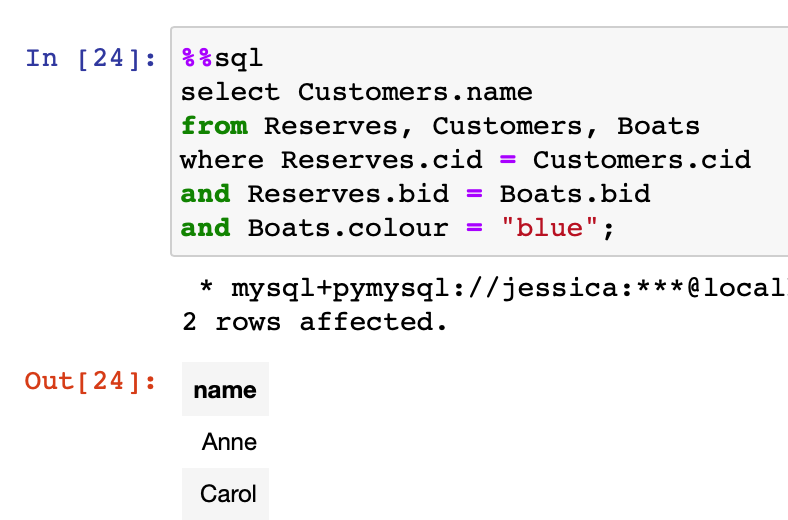 In [24]: %%sql
select Customers.name
from Reserves, Customers, Boats
where Reserves.cid = Customers.cid
and Reserves.bid = Boats.bid
and Boats.colour = "blue";
* mysql+pymysql://jessica:***@local
2 rows affected.
Out[24]: name
Anne
Carol